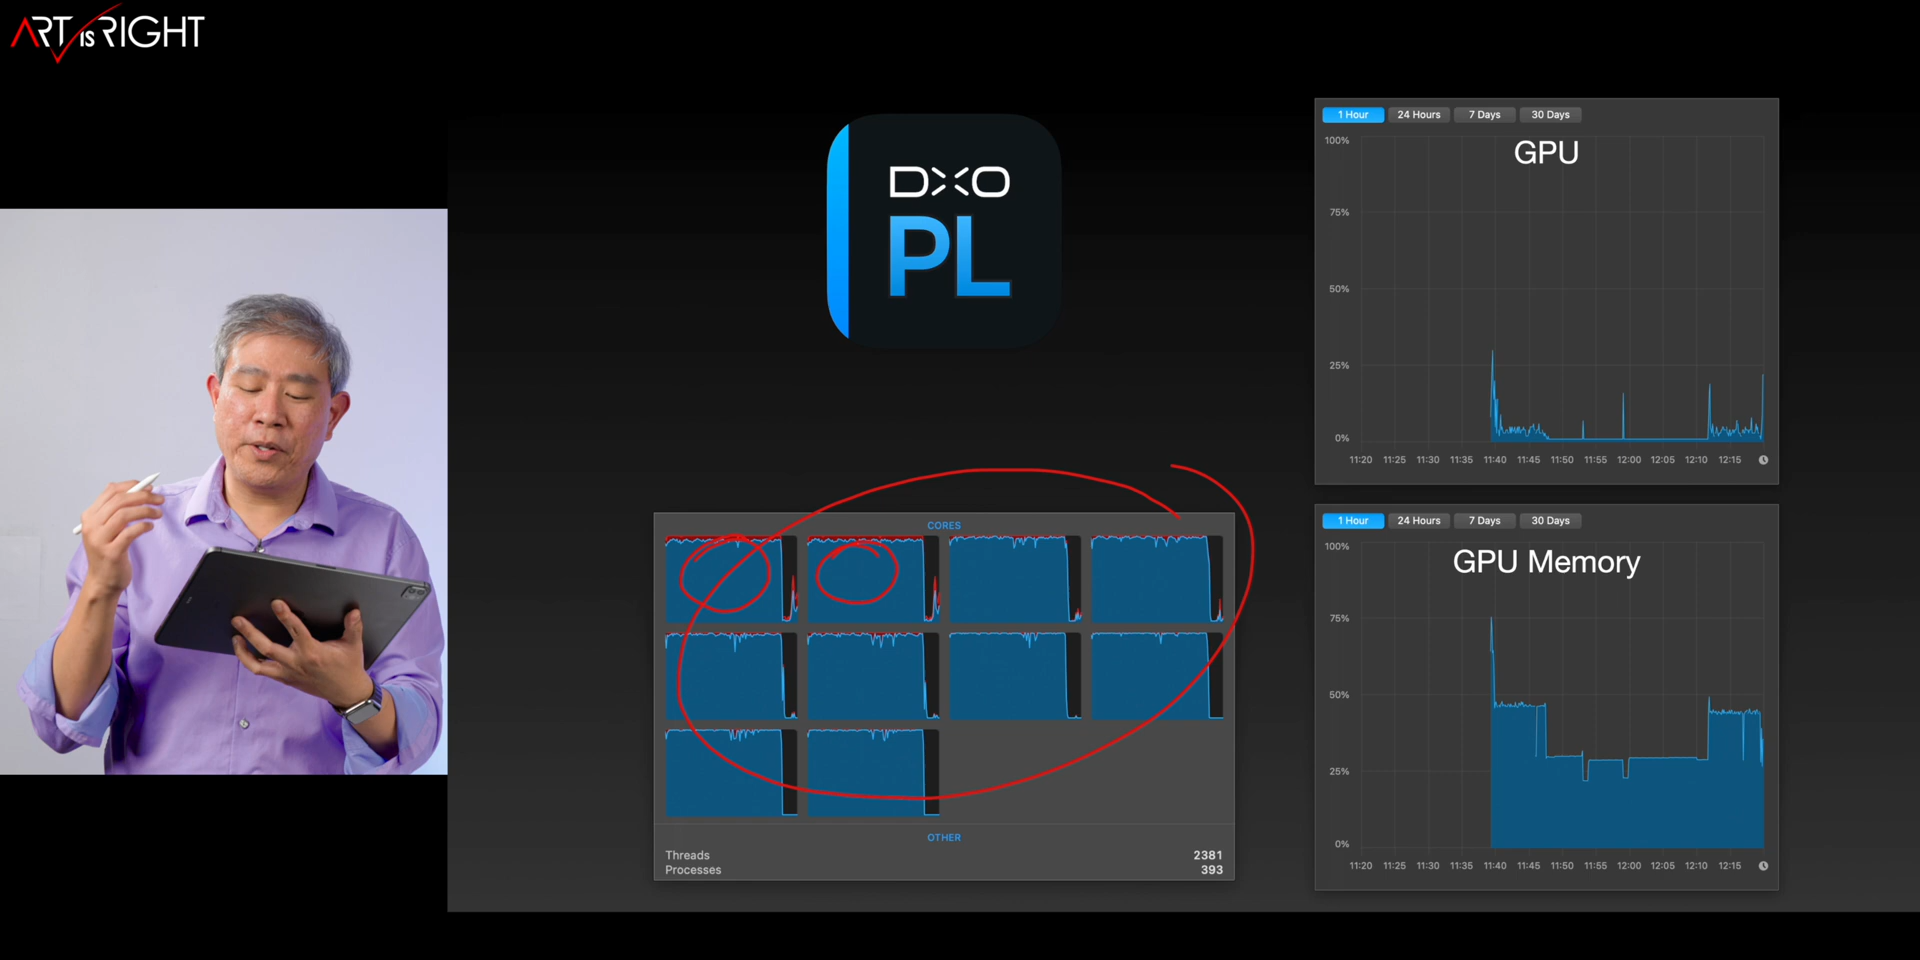 ART is RIGHT
DXO
PL
CORES
OTHER
Threads 2381
Processes 393
1 Hour 24 Hours 7 Days 30 Days
GPU
100%
75%
50%
25%
0%
11:20 11:25 11:30 11:35 11:40 11:45 11:50 11:55 12:00 12:05 12:10 12:15
1 Hour 24 Hours 7 Days 30 Days
GPU Memory
100%
75%
50%
25%
0%
11:20 11:25 11:30 11:35 11:40 11:45 11:50 11:55 12:00 12:05 12:10 12:15